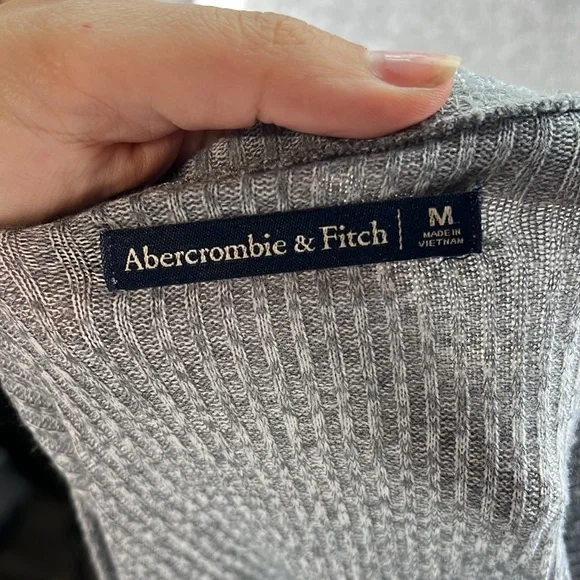 Abercrombie & Fitch
M
MADE IN
VIETNAM